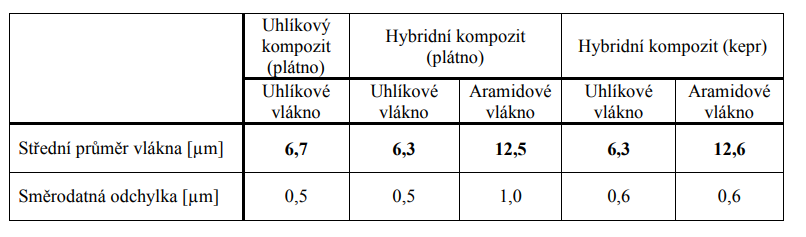 Uhlíkový
kompozit
(plátno)
Hybridní kompozit
(plátno)
Hybridní kompozit (kepr)
Uhlíkové
vlákno
Uhlíkové
vlákno
Aramidové
vlákno
Uhlíkové
vlákno
Aramidové
vlákno
Střední průměr vlákna [µm] 6,7 6,3 12,5 6,3 12,6
Směrodatná odchylka [µm] 0,5 0,5 1,0 0,6 0,6